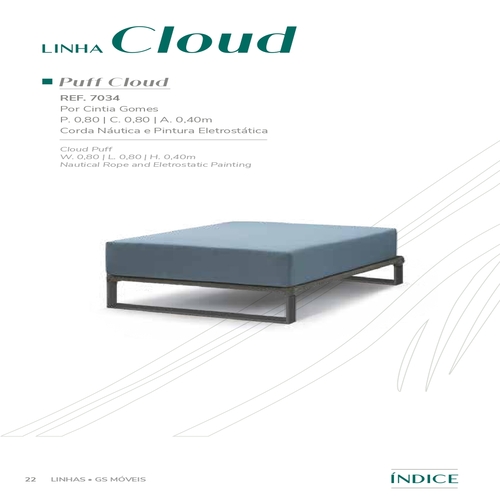 LINHA Cloud
Puff Cloud
REF. 7034
Por Cintia Gomes
P. 0,80 | C. 0,80 | A. 0,40m
Corda Náutica e Pintura Eletrostática
Cloud Puff
W. 0,80 | L. 0,80 | H. 0,40m
Nautical Rope and Eletrostatic Painting
22 LINHAS • GS MÓVEIS
ÍNDICE